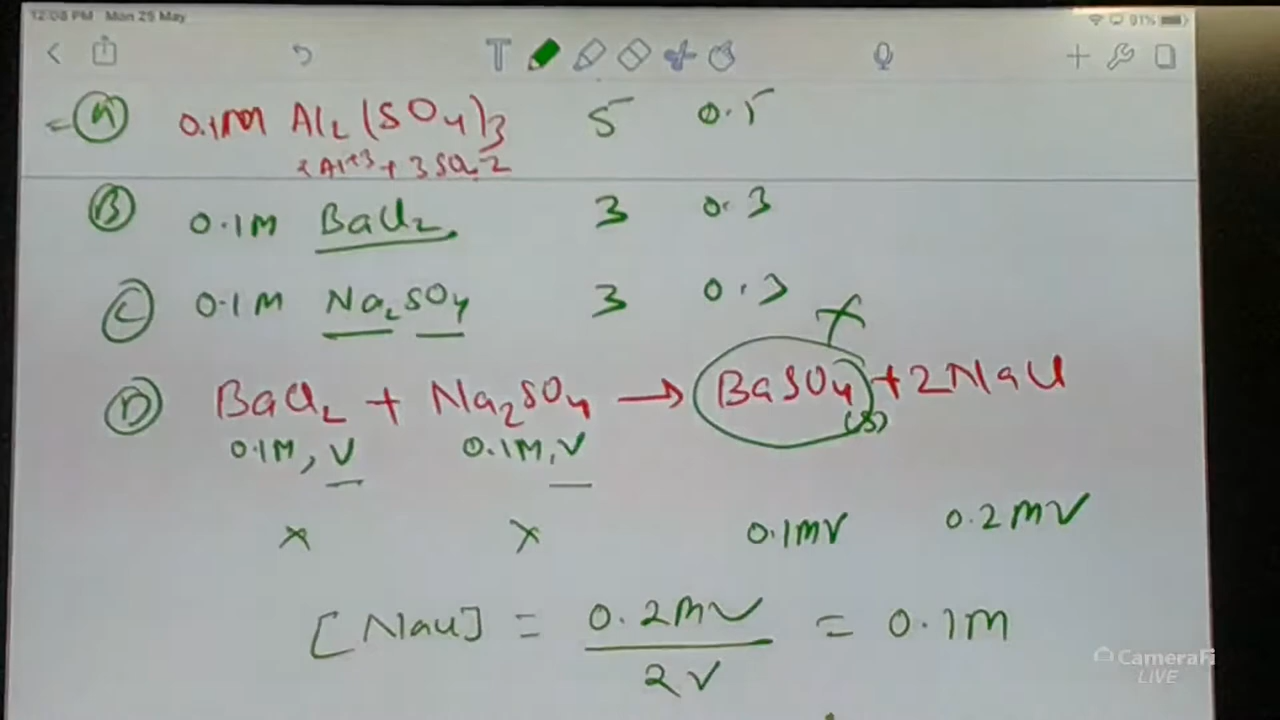 12:08 PM Mon 25 May 91%
T
A 0.1M Al2(SO4)3 5 0.5
2Al+3 + 3SO4-2
B 0.1M BaCl2 3 0.3
C 0.1M Na2SO4 3 0.3
D BaCl2 + Na2SO4 → BaSO4(s) + 2NaCl
0.1M, V 0.1M, V
x x 0.1MV 0.2MV
[NaCl] = 0.2MV / 2V = 0.1M
CameraFi
LIVE